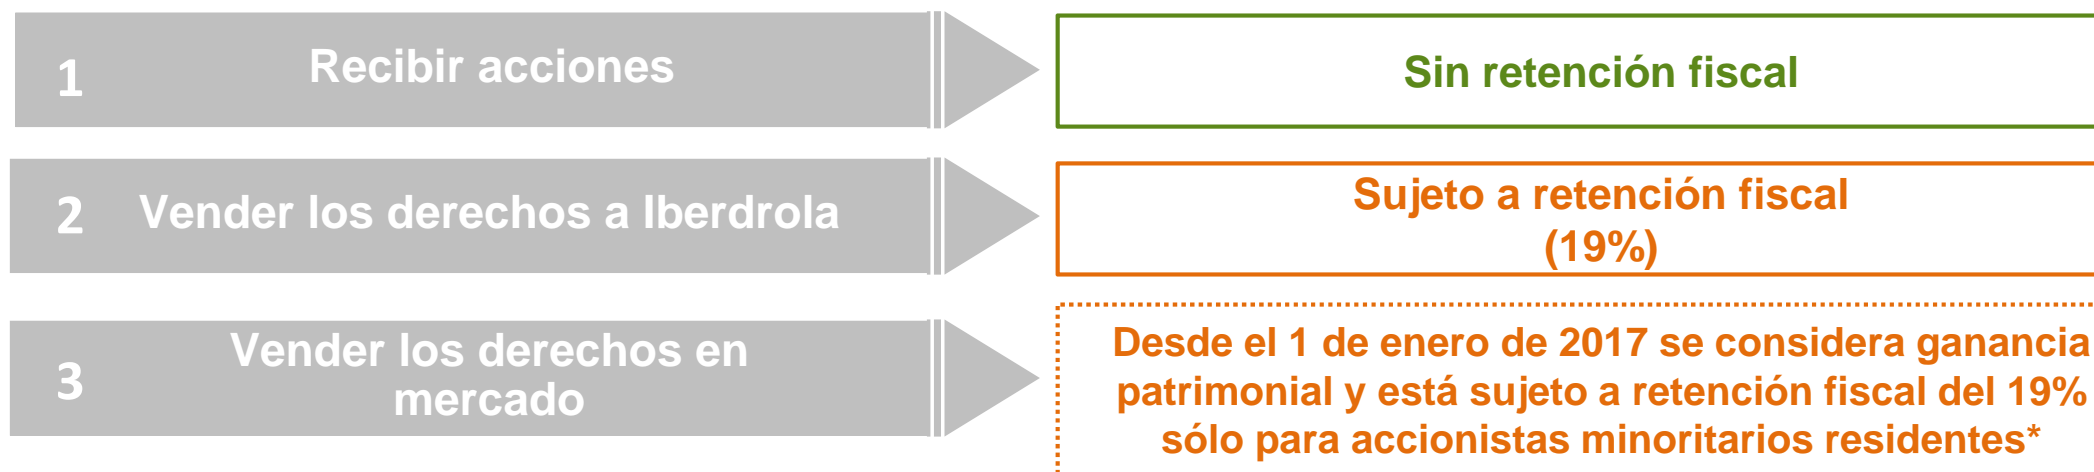 1
Recibir acciones
Sin retención fiscal
2
Vender los derechos a Iberdrola
Sujeto a retención fiscal
(19%)
3
Vender los derechos en
mercado
Desde el 1 de enero de 2017 se considera ganancia
patrimonial y está sujeto a retención fiscal del 19%
sólo para accionistas minoritarios residentes*